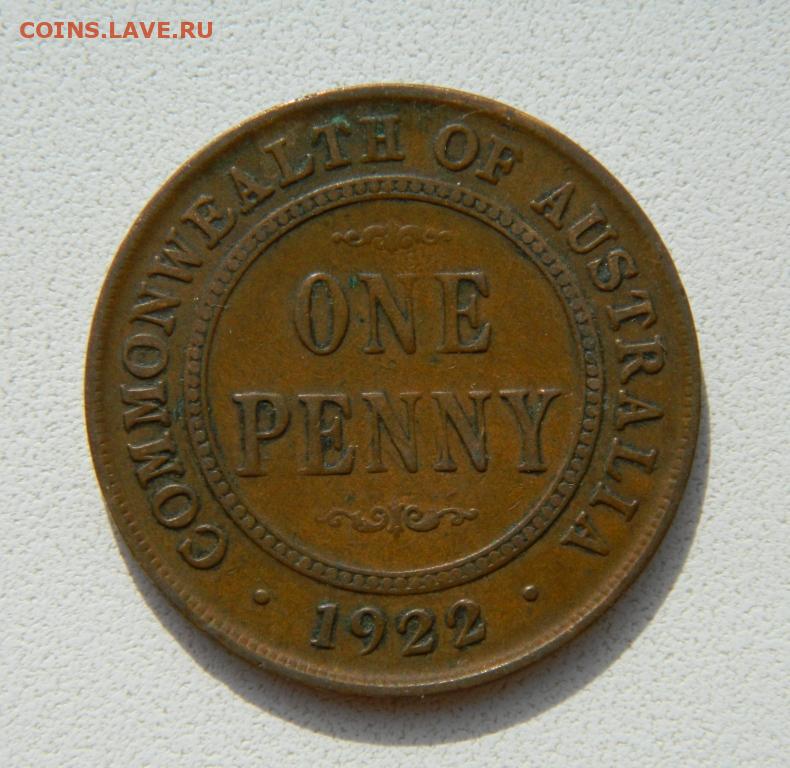 COINS.LAVE.RU
COMMONWEALTH OF AUSTRALIA
ONE
PENNY
· 1922 ·